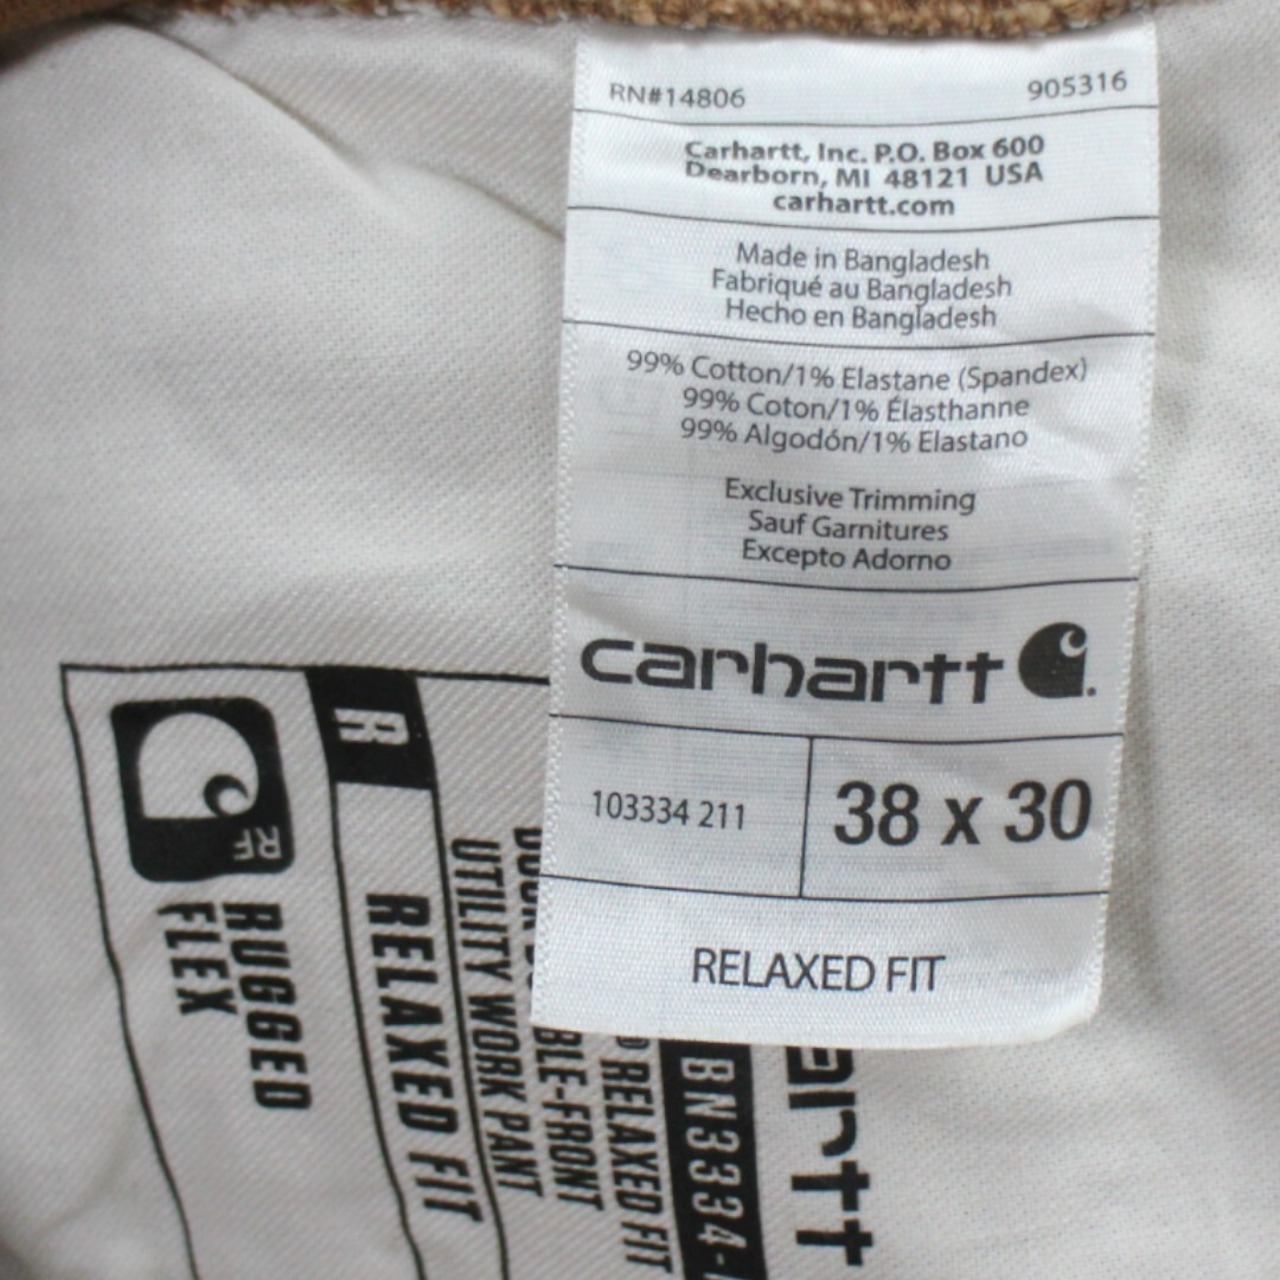 RN#14806 905316
Carhartt, Inc. P.O. Box 600
Dearborn, MI 48121 USA
carhartt.com
Made in Bangladesh
Fabriqué au Bangladesh
Hecho en Bangladesh
99% Cotton/1% Elastane (Spandex)
99% Coton/1% Élasthanne
99% Algodón/1% Elastano
Exclusive Trimming
Sauf Garnitures
Excepto Adorno
carhartt
103334 211
38 x 30
RELAXED FIT
artt
BN3334-
RELAXED FIT
BLE-FRONT
UTILITY WORK PANT
R
RELAXED FIT
RF
RUGGED
FLEX